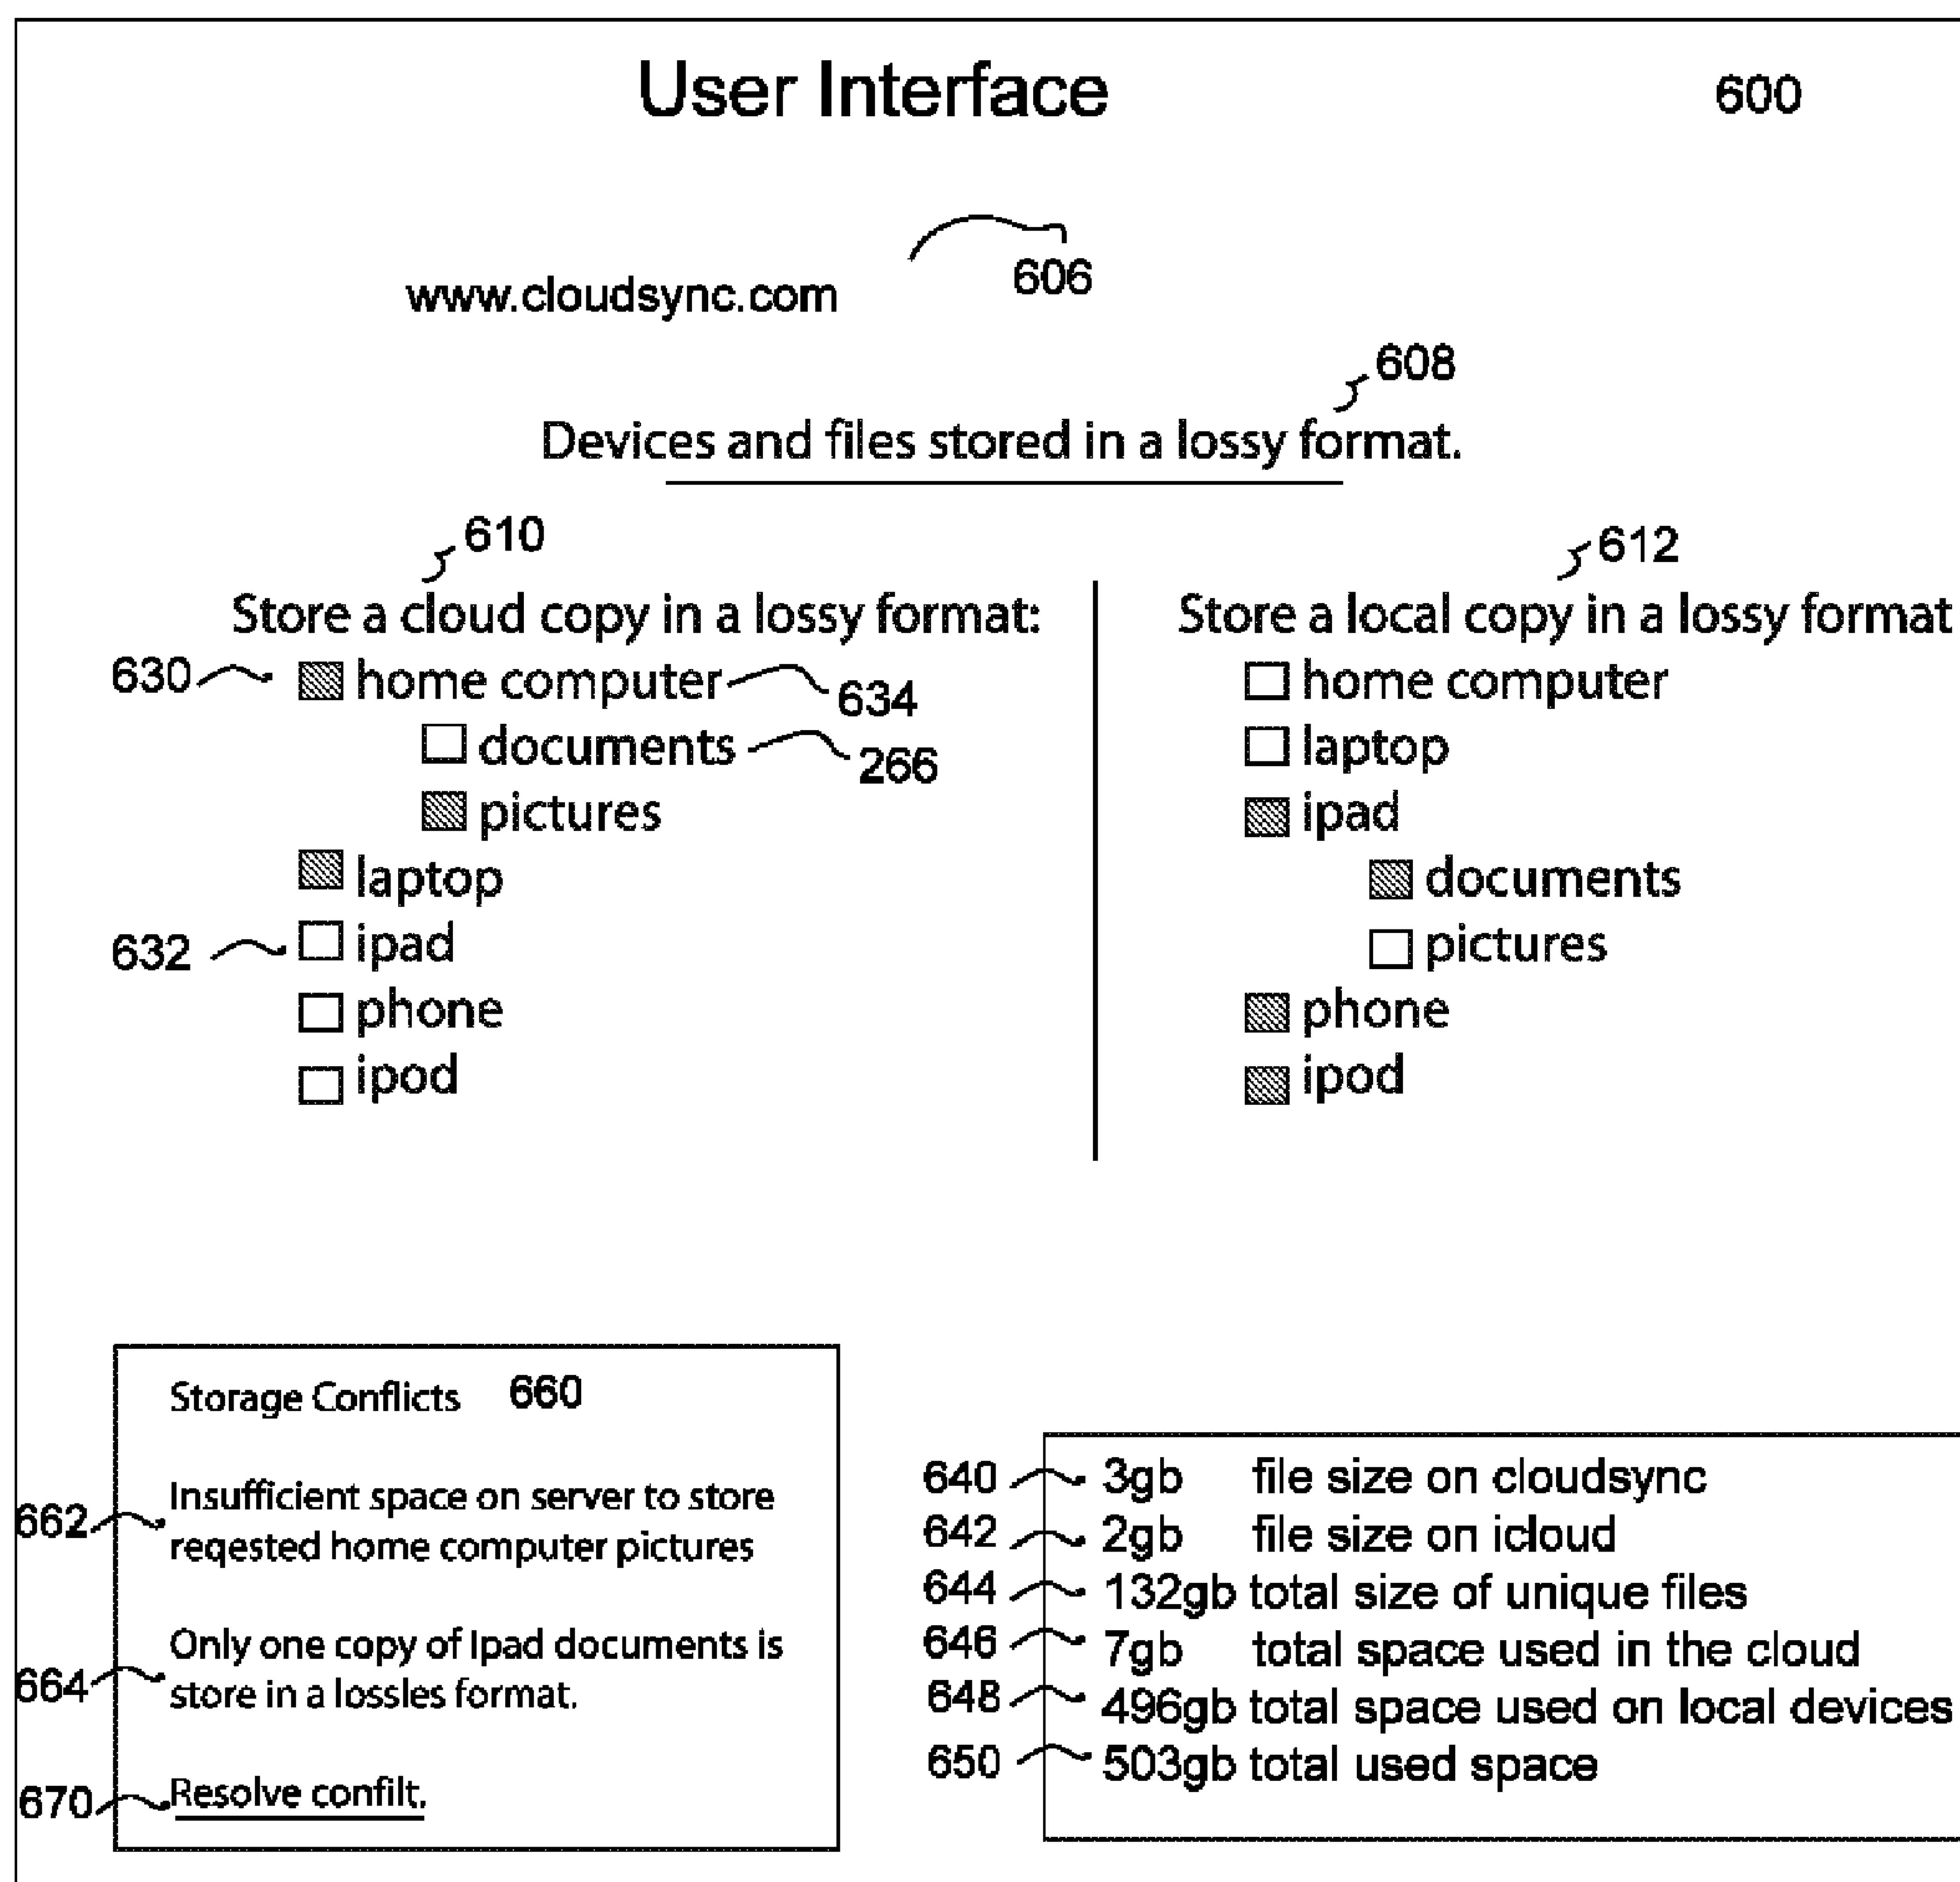 User Interface 600
606
www.cloudsync.com
608
Devices and files stored in a lossy format.
610
Store a cloud copy in a lossy format:
630 home computer 634
documents 266
pictures
laptop
632 ipad
phone
ipod
612
Store a local copy in a lossy format
home computer
laptop
ipad
documents
pictures
phone
ipod
Storage Conflicts 660
662 Insufficient space on server to store
reqested home computer pictures
664 Only one copy of Ipad documents is
store in a lossles format.
670 Resolve confilt.
640 3gb file size on cloudsync
642 2gb file size on icloud
644 132gb total size of unique files
646 7gb total space used in the cloud
648 496gb total space used on local devices
650 503gb total used space